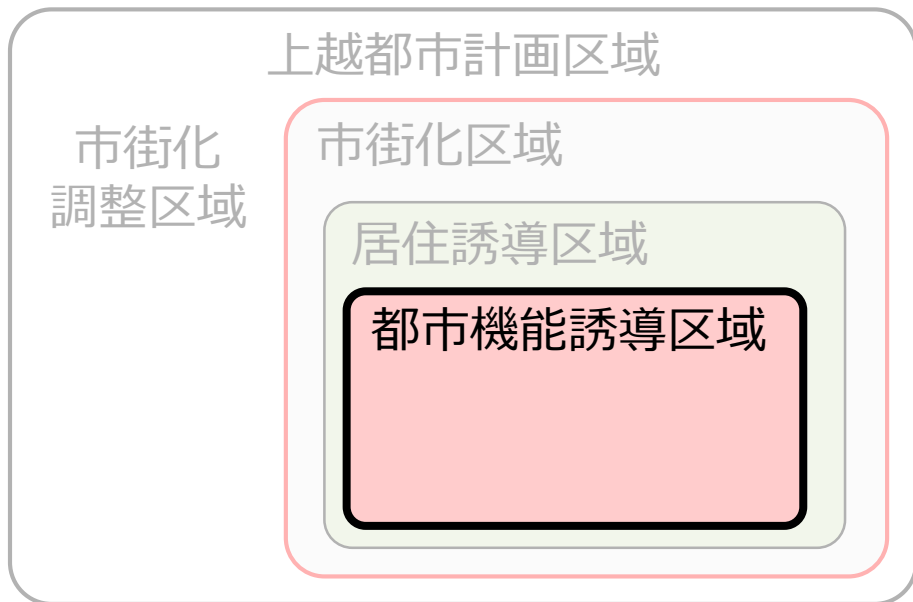 上越都市計画区域
市街化
調整区域
市街化区域
居住誘導区域
都市機能誘導区域